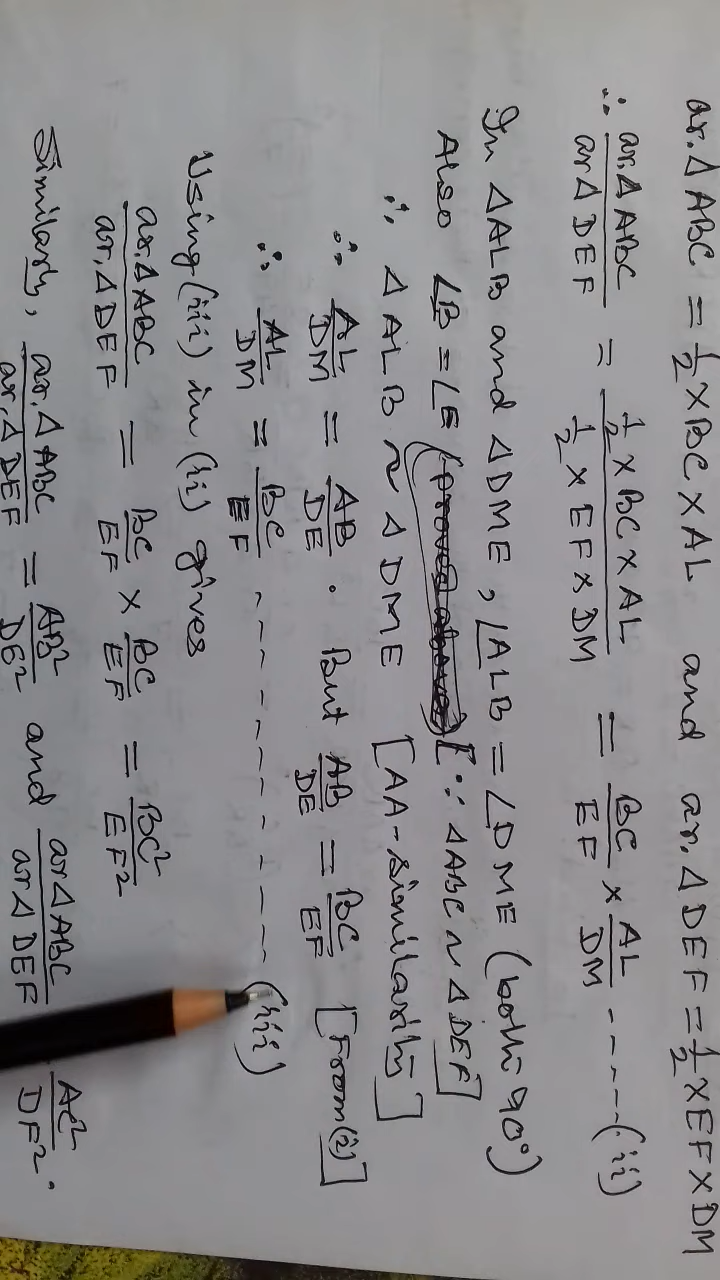 ar. Δ ABC = 1/2 × BC × AL and ar. Δ DEF = 1/2 × EF × DM
∴ ar. Δ ABC / ar Δ DEF = (1/2 × BC × AL) / (1/2 × EF × DM) = BC/EF × AL/DM ------ (ii)
In Δ ALB and Δ DME, ∠ALB = ∠DME (both 90°)
Also ∠B = ∠E [∵ Δ ABC ~ Δ DEF]
∴ Δ ALB ~ Δ DME [AA-Similarity]
∴ AL/DM = AB/DE . But AB/DE = BC/EF [From (i)]
∴ AL/DM = BC/EF ----------- (iii)
Using (iii) in (ii) gives
ar. Δ ABC / ar. Δ DEF = BC/EF × BC/EF = BC²/EF²
Similarly, ar. Δ ABC / ar. Δ DEF = AB²/DE² and ar Δ ABC / ar Δ DEF AC²/DF² .